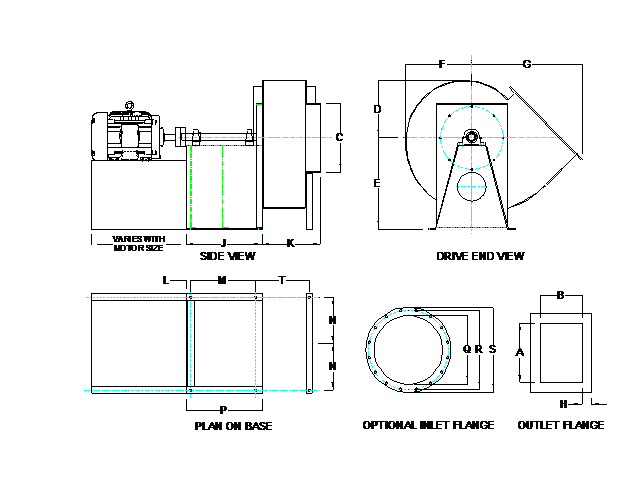 F G
D
C
E
VARIES WITH
MOTOR SIZE
J K
SIDE VIEW
DRIVE END VIEW
L M T
B
N
Q R S
A
N
H
P
PLAN ON BASE
OPTIONAL INLET FLANGE
OUTLET FLANGE